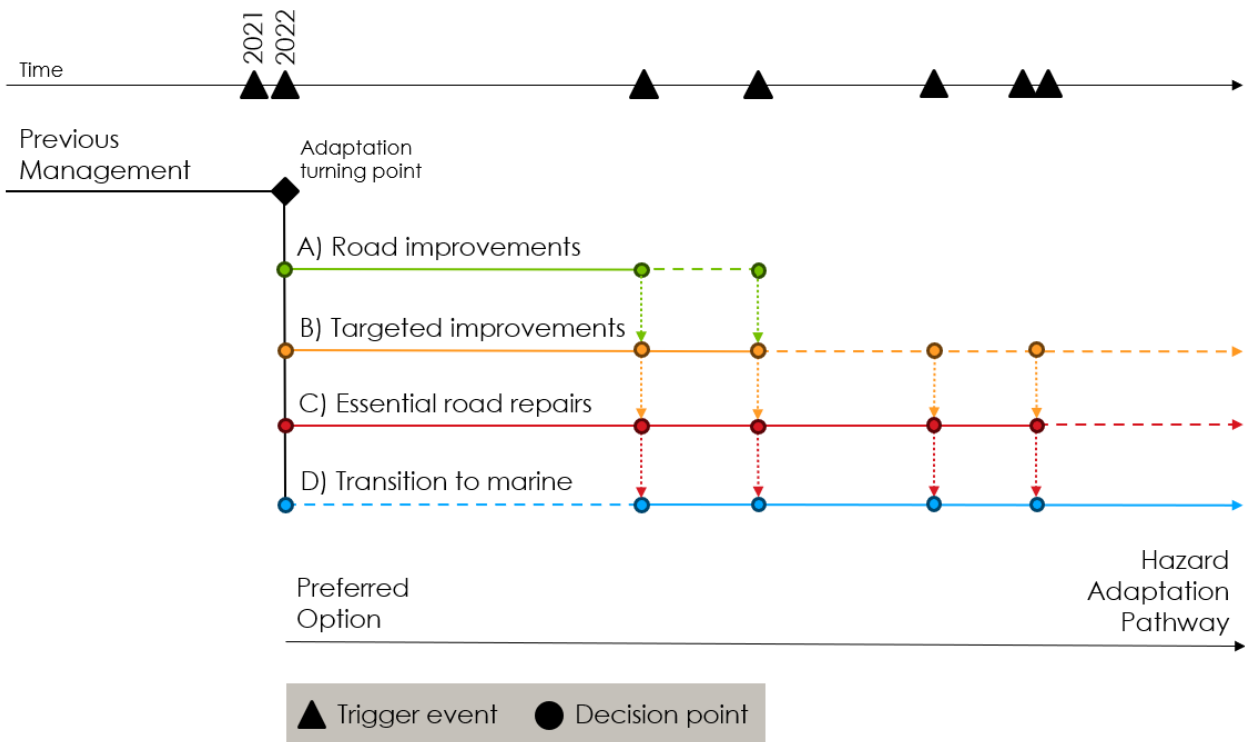 2021
2022
Time
Previous
Management
Adaptation
turning point
A) Road improvements
B) Targeted improvements
C) Essential road repairs
D) Transition to marine
Preferred
Option
Hazard
Adaptation
Pathway
Trigger event
Decision point